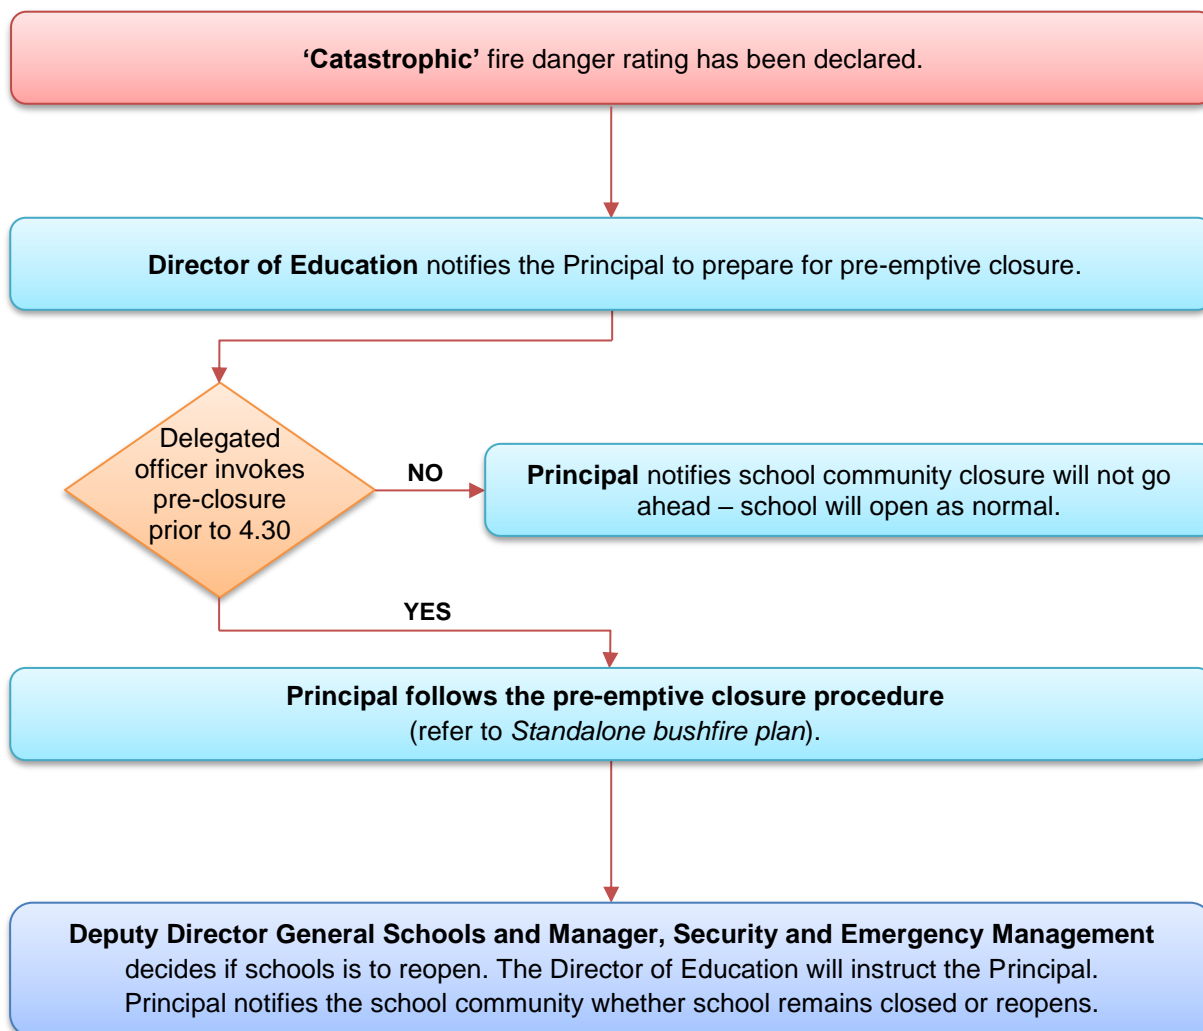 ‘Catastrophic’ fire danger rating has been declared.
Director of Education notifies the Principal to prepare for pre-emptive closure.
Delegated
officer invokes
pre-closure
prior to 4.30
NO
Principal notifies school community closure will not go
ahead – school will open as normal.
YES
Principal follows the pre-emptive closure procedure
(refer to Standalone bushfire plan).
Deputy Director General Schools and Manager, Security and Emergency Management
decides if schools is to reopen. The Director of Education will instruct the Principal.
Principal notifies the school community whether school remains closed or reopens.